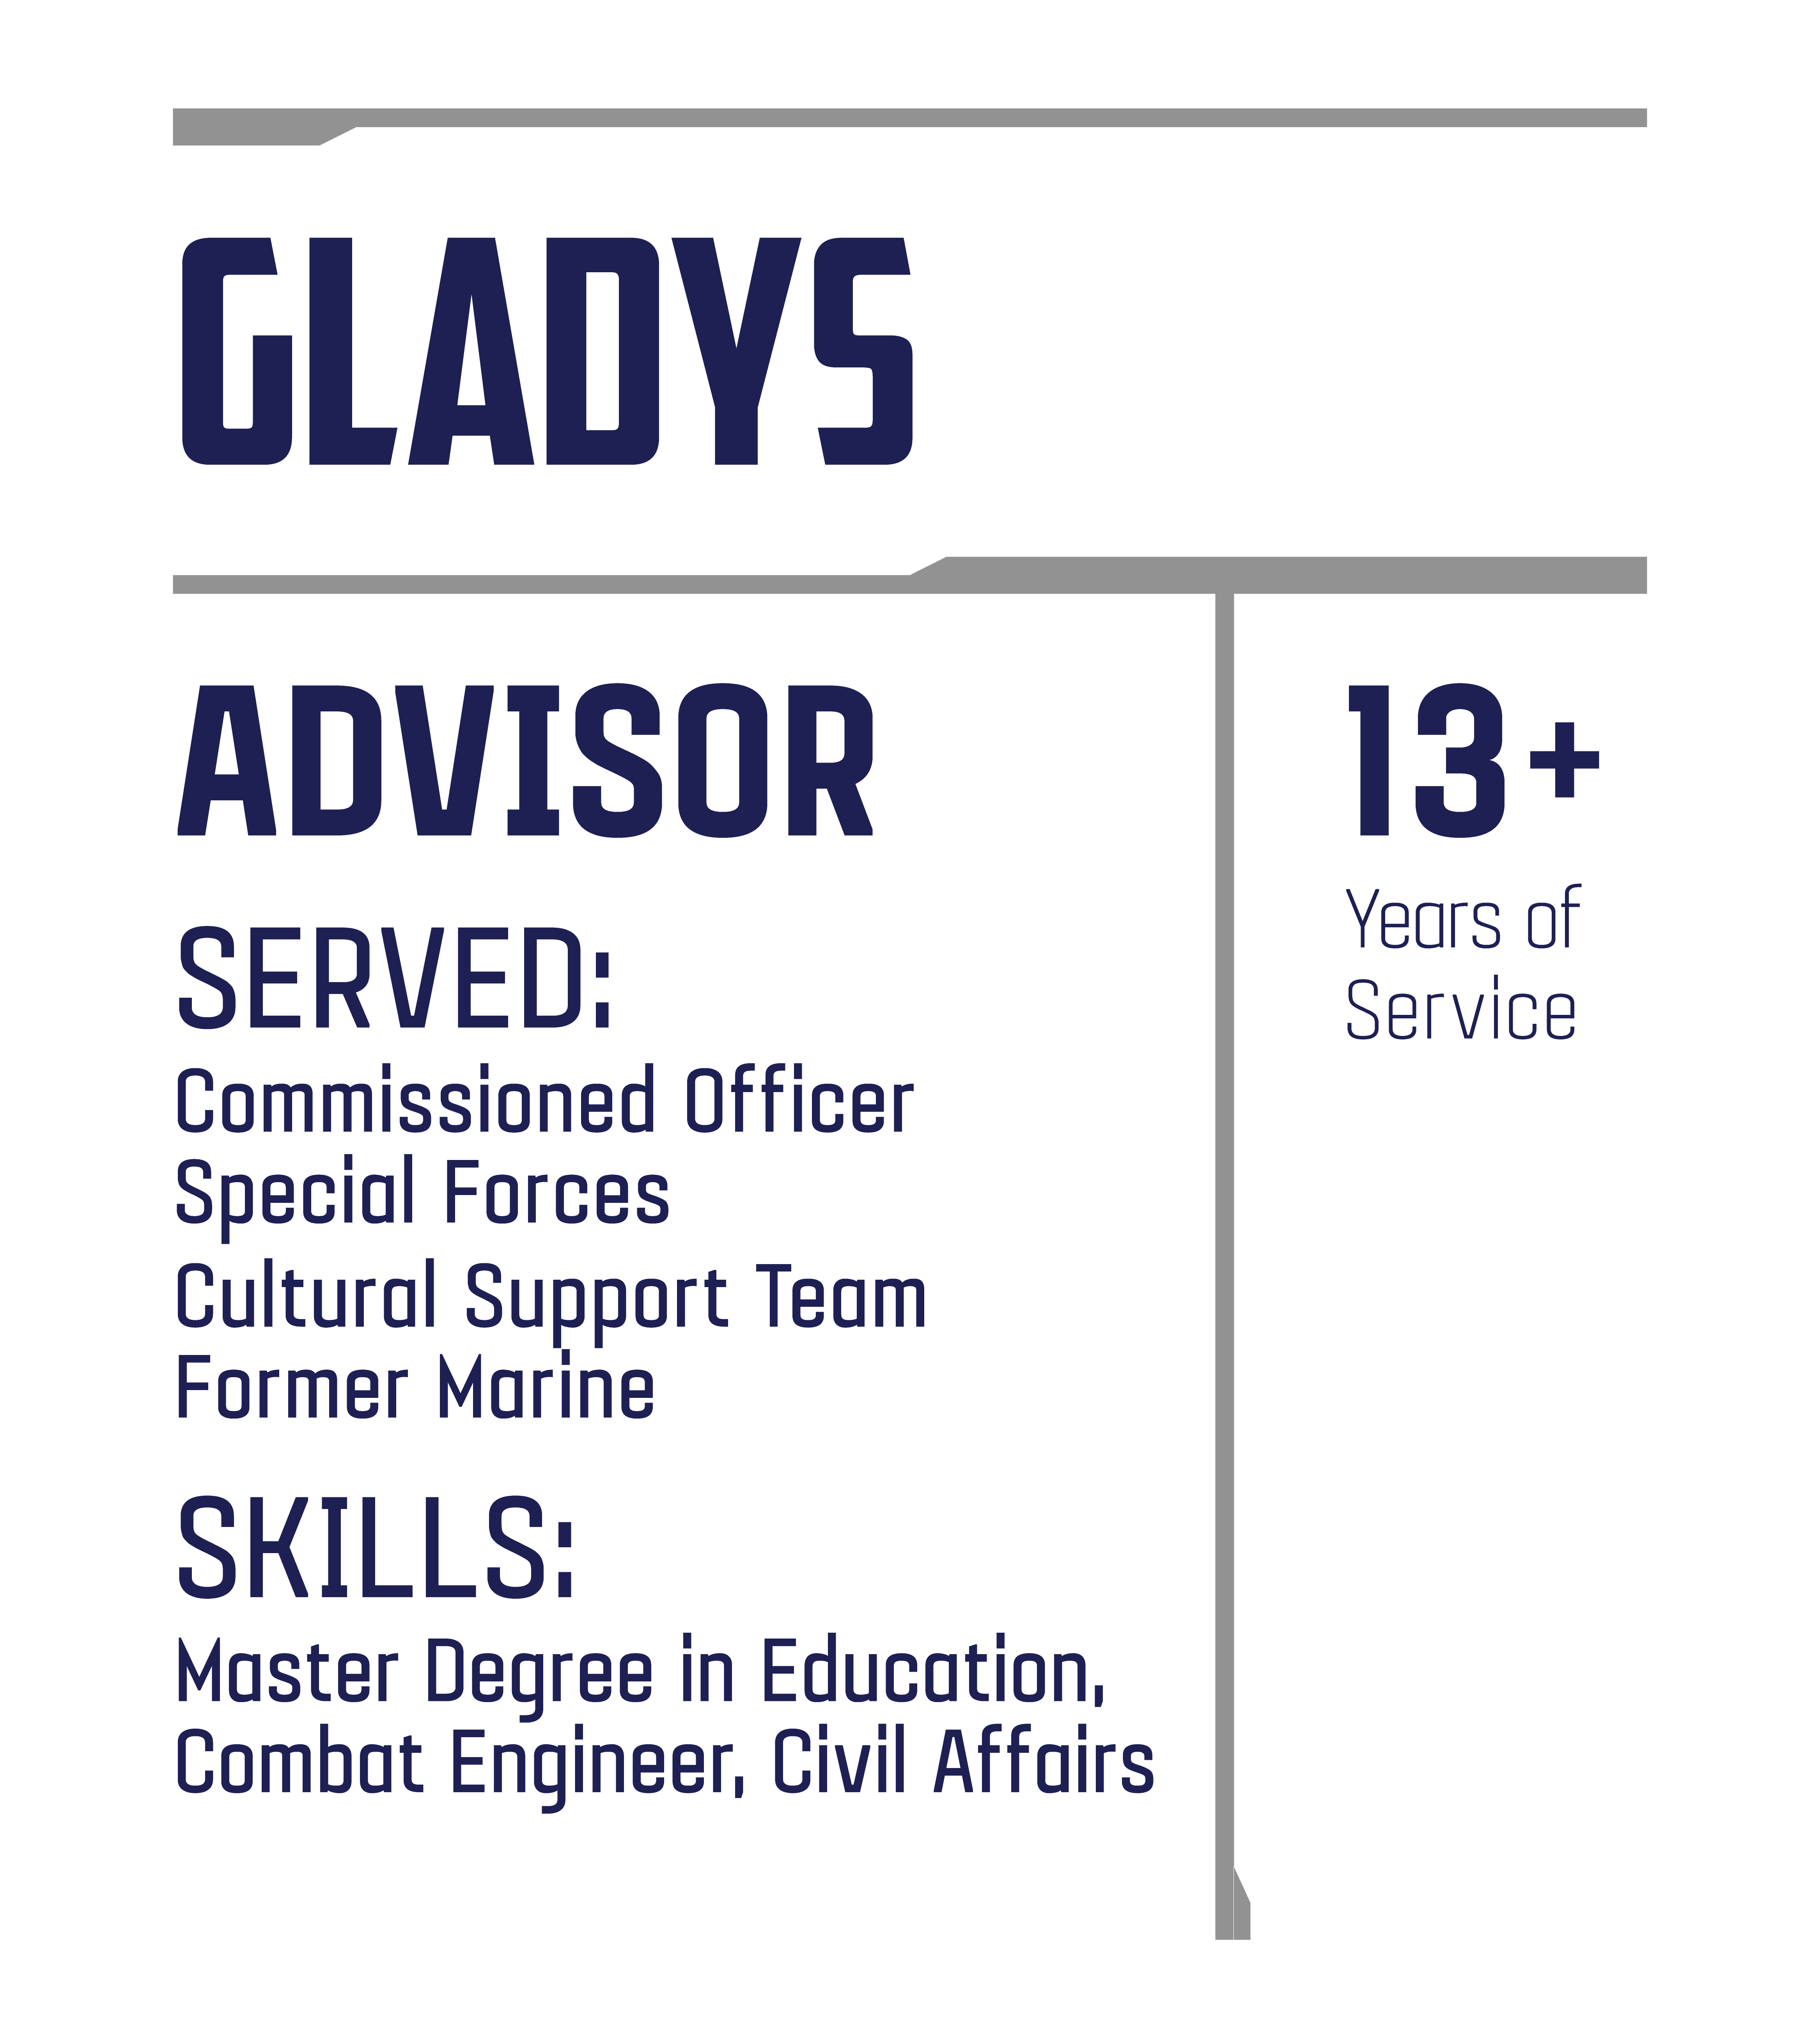 GLADYS
ADVISOR
SERVED:
Commissioned Officer
Special Forces
Cultural Support Team
Former Marine
SKILLS:
Master Degree in Education,
Combat Engineer, Civil Affairs
13+
Years of
Service